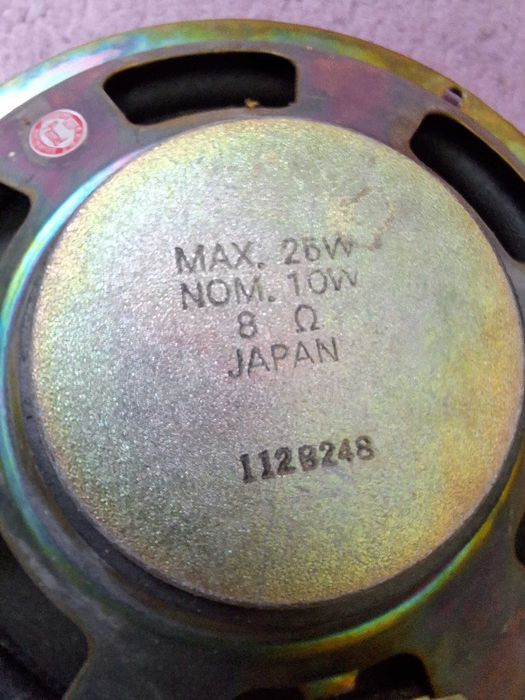 MAX. 25W
NOM. 10W
8 Ω
JAPAN
112B248